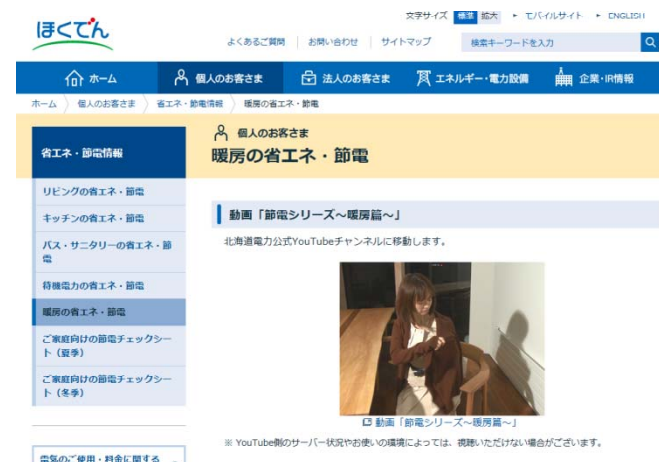 ほくでん
文字サイズ 標準 拡大 モバイルサイト ENGLISH
よくあるご質問 お問い合わせ サイトマップ 検索キーワードを入力
ホーム 個人のお客さま 法人のお客さま エネルギー・電力設備 企業・IR情報
ホーム 個人のお客さま 省エネ・節電情報 暖房の省エネ・節電
省エネ・節電情報
リビングの省エネ・節電
キッチンの省エネ・節電
バス・サニタリーの省エネ・節
電
待機電力の省エネ・節電
暖房の省エネ・節電
ご家庭向けの節電チェックシー
ト（夏季）
ご家庭向けの節電チェックシー
ト（冬季）
電気のご使用・料金に関する
個人のお客さま
暖房の省エネ・節電
動画「節電シリーズ～暖房篇～」
北海道電力公式YouTubeチャンネルに移動します。
動画「節電シリーズ～暖房篇～」
※ YouTube側のサーバー状況やお使いの環境によっては、視聴いただけない場合がございます。